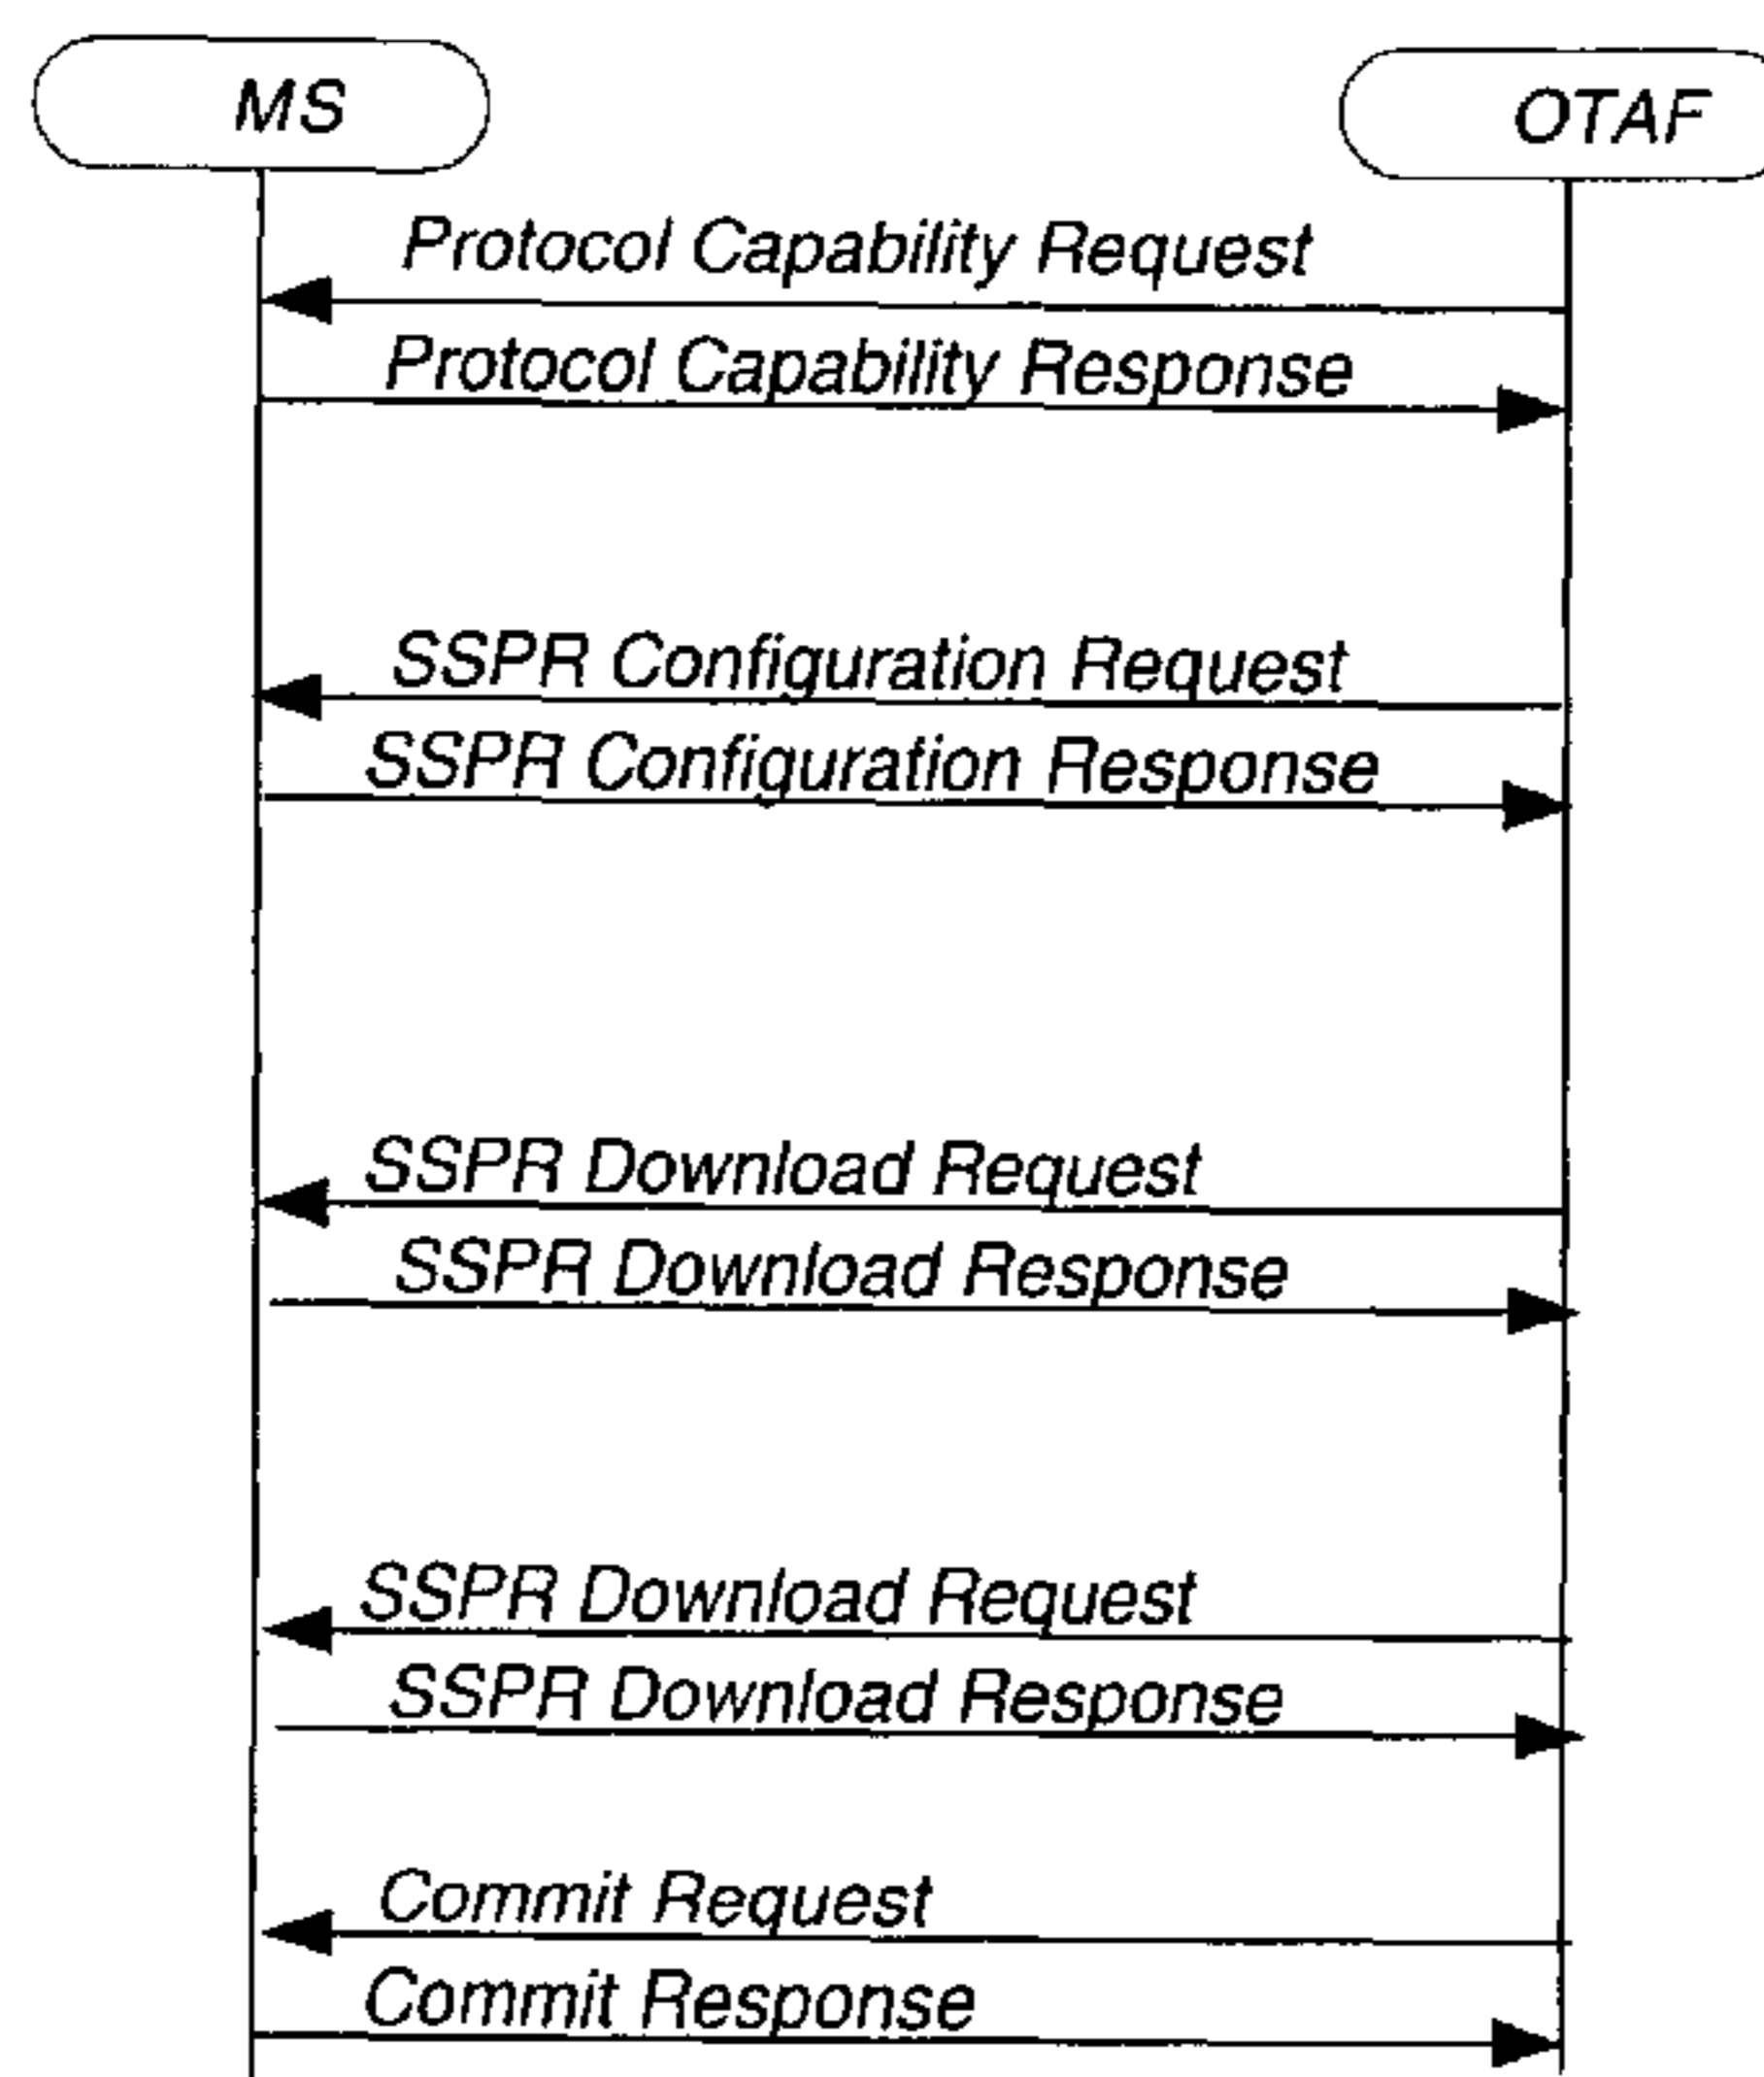 MS
OTAF
Protocol Capability Request
Protocol Capability Response
SSPR Configuration Request
SSPR Configuration Response
SSPR Download Request
SSPR Download Response
SSPR Download Request
SSPR Download Response
Commit Request
Commit Response